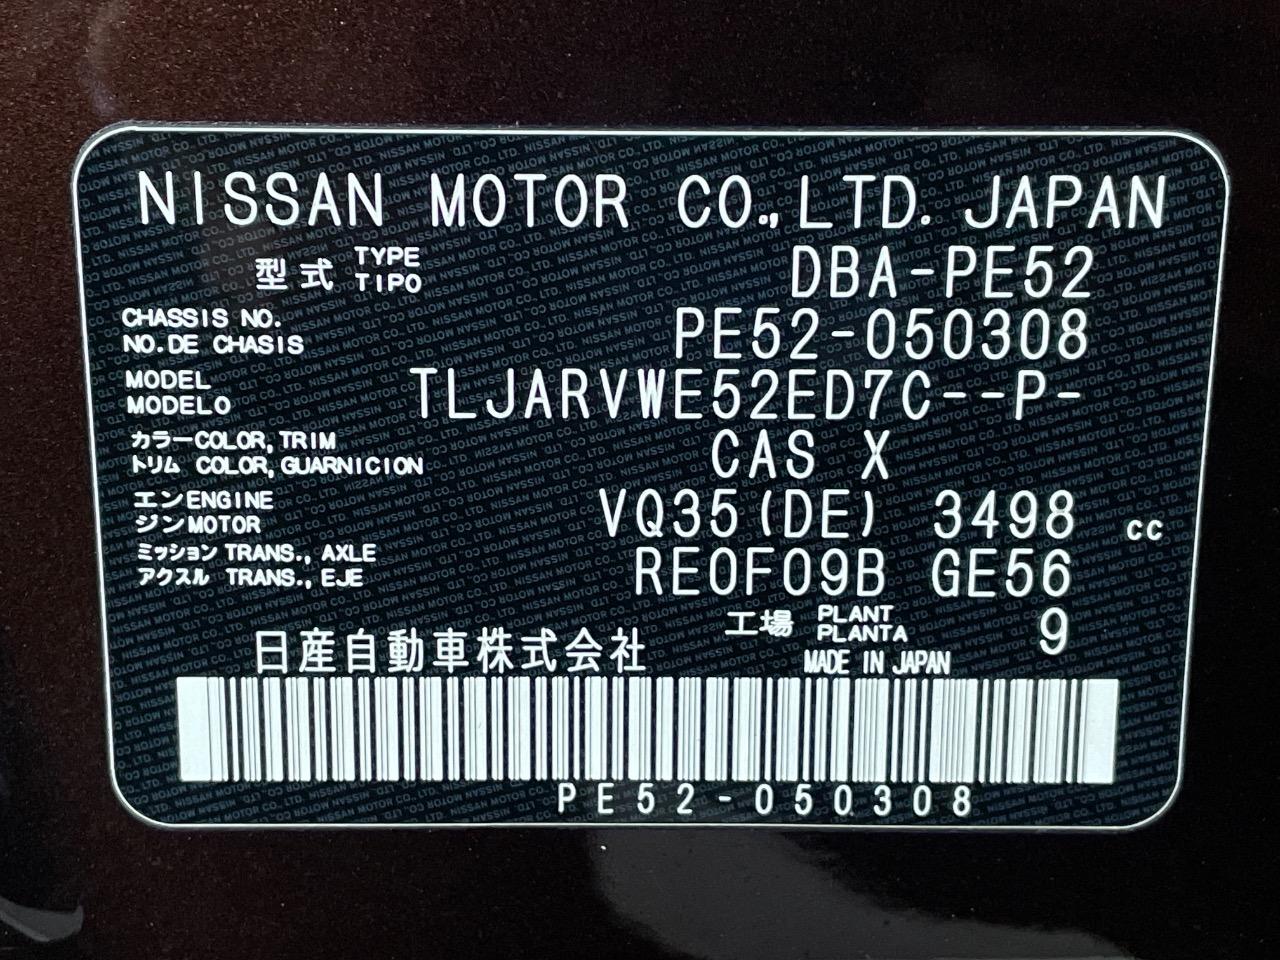 NISSAN MOTOR CO., LTD. JAPAN
型式 TYPE TIPO DBA-PE52
CHASSIS NO. PE52-050308
NO. DE CHASIS
MODEL TLJARVWE52ED7C--P-
MODELO
カラー COLOR, TRIM CAS X
トリム COLOR, GUARNICION
エン ENGINE VQ35(DE) 3498 cc
ジン MOTOR
ミッション TRANS., AXLE RE0F09B GE56
アクスル TRANS., EJE
工場 PLANT PLANTA 9
日産自動車株式会社 MADE IN JAPAN
PE52-050308